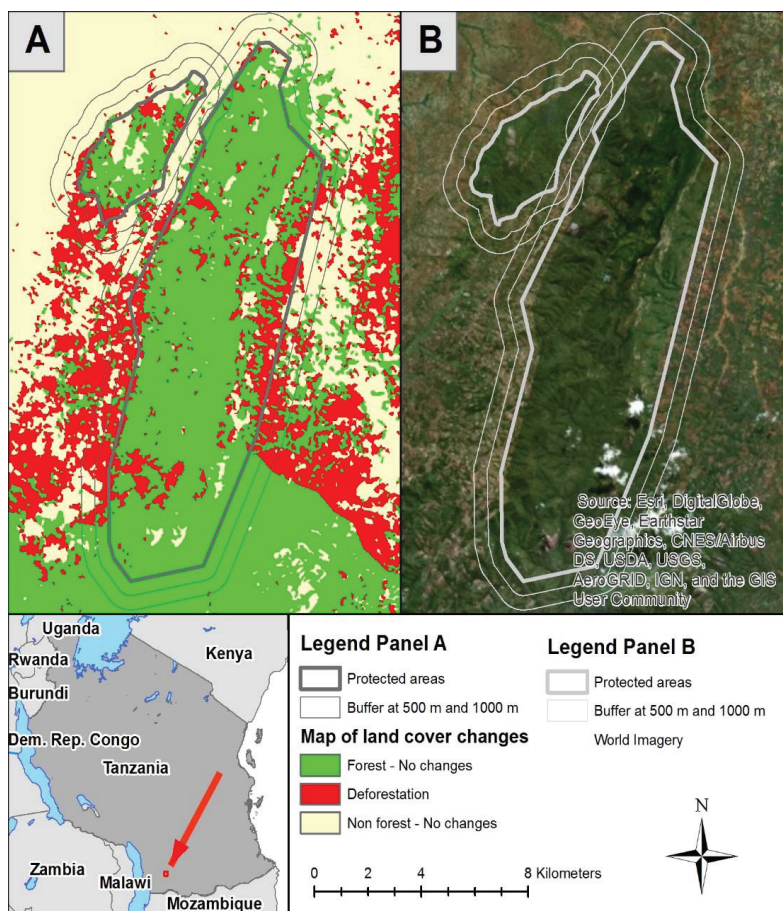 A
B
Source: Esri, DigitalGlobe,
GeoEye, Earthstar
Geographics, CNES/Airbus
DS, USDA, USGS,
AeroGRID, IGN, and the GIS
User Community
Uganda
Kenya
Rwanda
Burundi
Dem. Rep. Congo
Tanzania
Zambia
Malawi
Mozambique
Legend Panel A
Protected areas
Buffer at 500 m and 1000 m
Map of land cover changes
Forest - No changes
Deforestation
Non forest - No changes
Legend Panel B
Protected areas
Buffer at 500 m and 1000 m
World Imagery
N
0 2 4 8 Kilometers